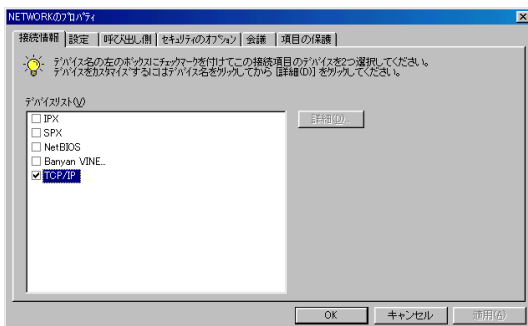 NETWORKのプロパティ
接続情報 設定 呼び出し側 セキュリティのオプション 会議 項目の保護
デバイス名の左のボックスにチェックマークを付けてこの接続項目のデバイスを2つ選択してください。
デバイスをカスタマイズするにはデバイス名をクリックしてから [詳細(D)] をクリックしてください。
デバイスリスト(V)
IPX
詳細(D)...
SPX
NetBIOS
Banyan VINE...
TCP/IP
OK キャンセル 適用(A)